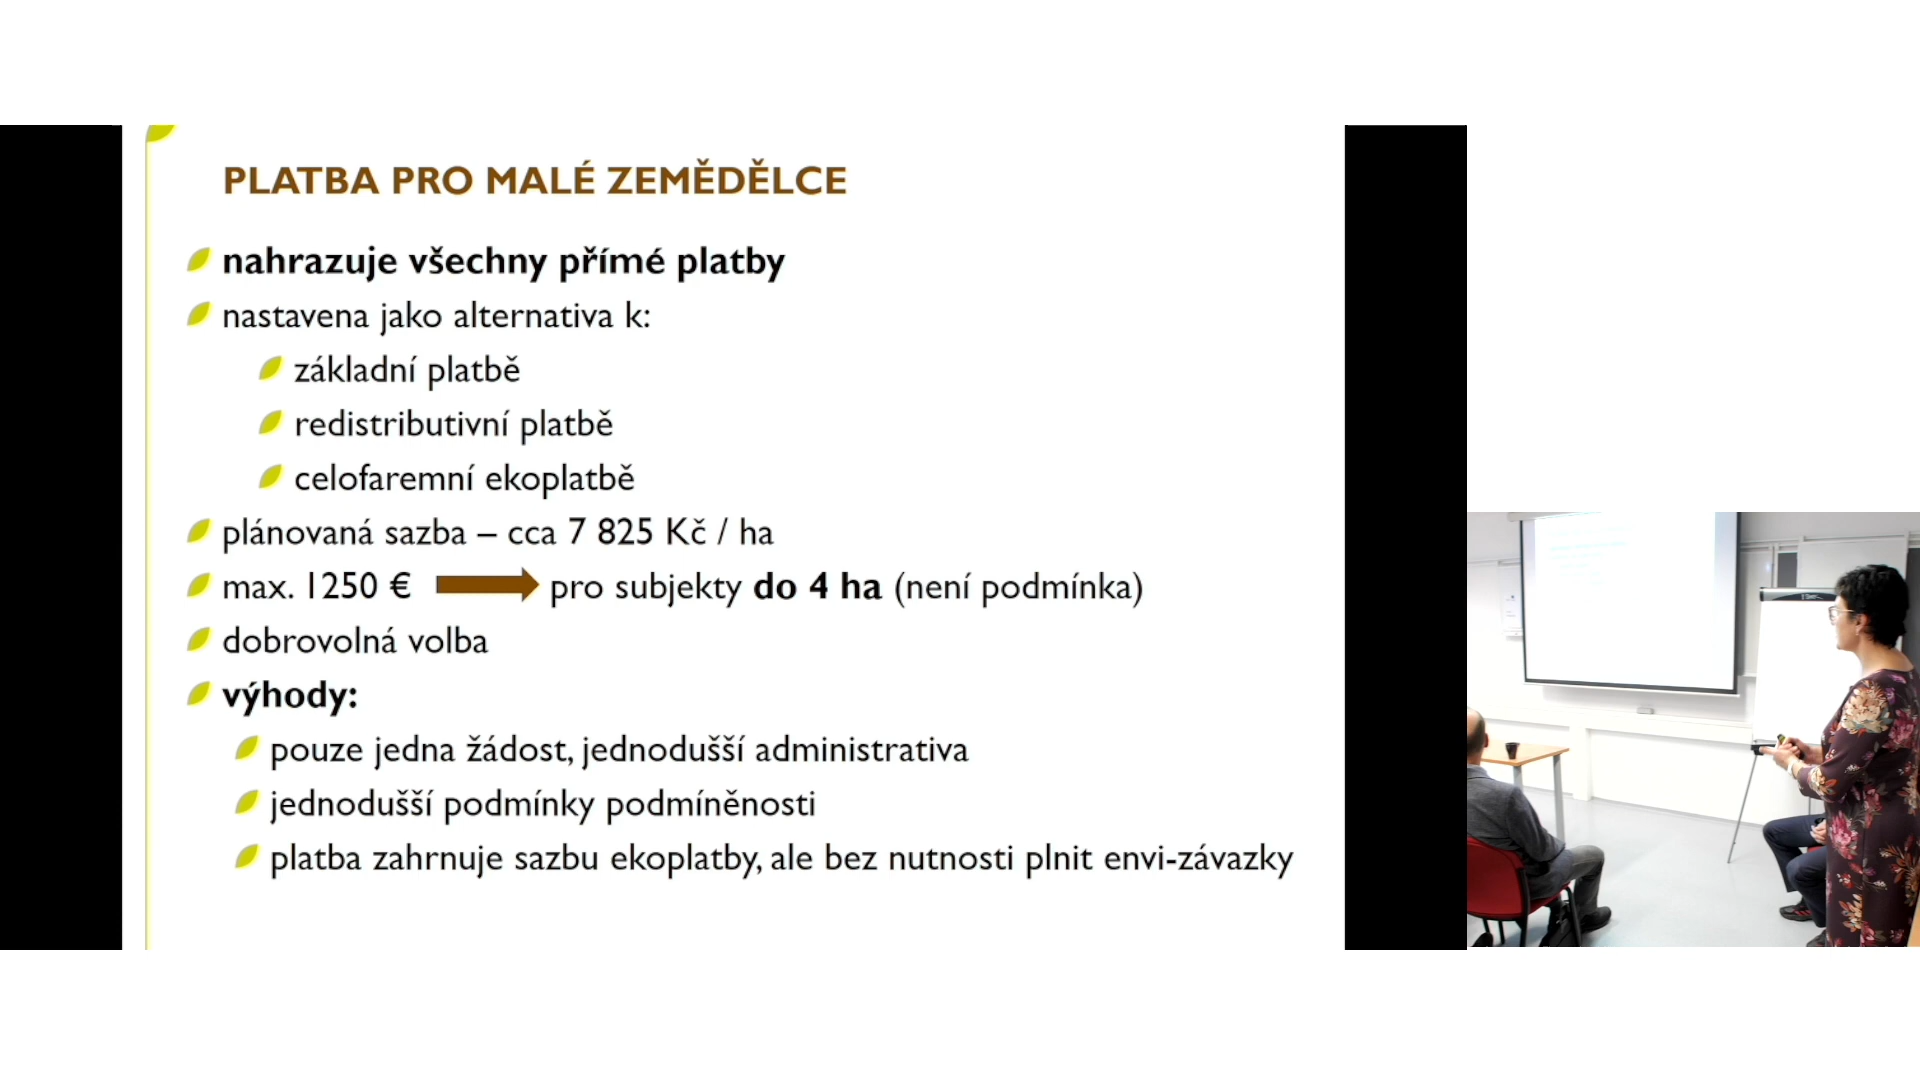 PLATBA PRO MALÉ ZEMĚDĚLCE
nahrazuje všechny přímé platby
nastavena jako alternativa k:
základní platbě
redistributivní platbě
celofaremní ekoplatbě
plánovaná sazba – cca 7 825 Kč / ha
max. 1250 € pro subjekty do 4 ha (není podmínka)
dobrovolná volba
výhody:
pouze jedna žádost, jednodušší administrativa
jednodušší podmínky podmíněnosti
platba zahrnuje sazbu ekoplatby, ale bez nutnosti plnit envi-závazky